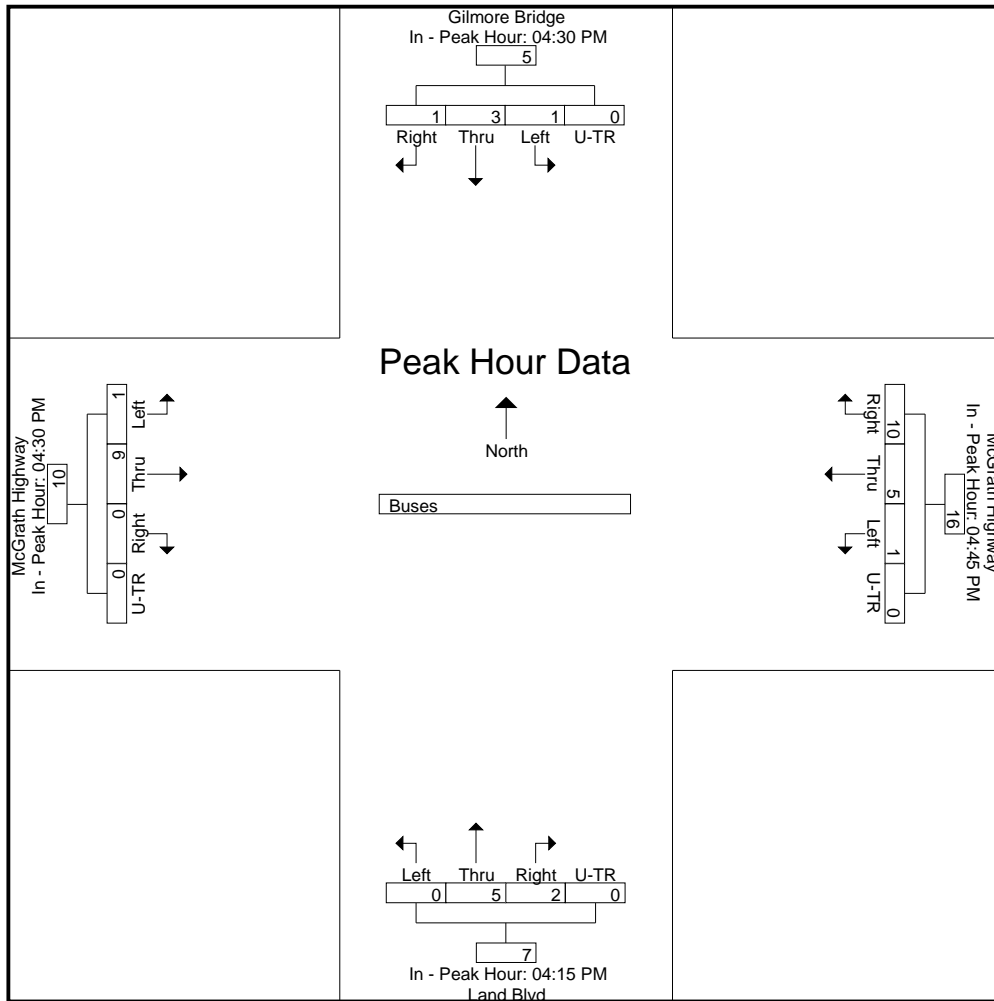 Gilmore Bridge
In - Peak Hour: 04:30 PM
5
1 3 1 0
Right Thru Left U-TR
Peak Hour Data
North
Buses
McGrath Highway
In - Peak Hour: 04:30 PM
10
1 9 0 0
Left Thru Right U-TR
McGrath Highway
In - Peak Hour: 04:45 PM
16
10 5 1 0
Right Thru Left U-TR
Left Thru Right U-TR
0 5 2 0
7
In - Peak Hour: 04:15 PM
Land Blvd